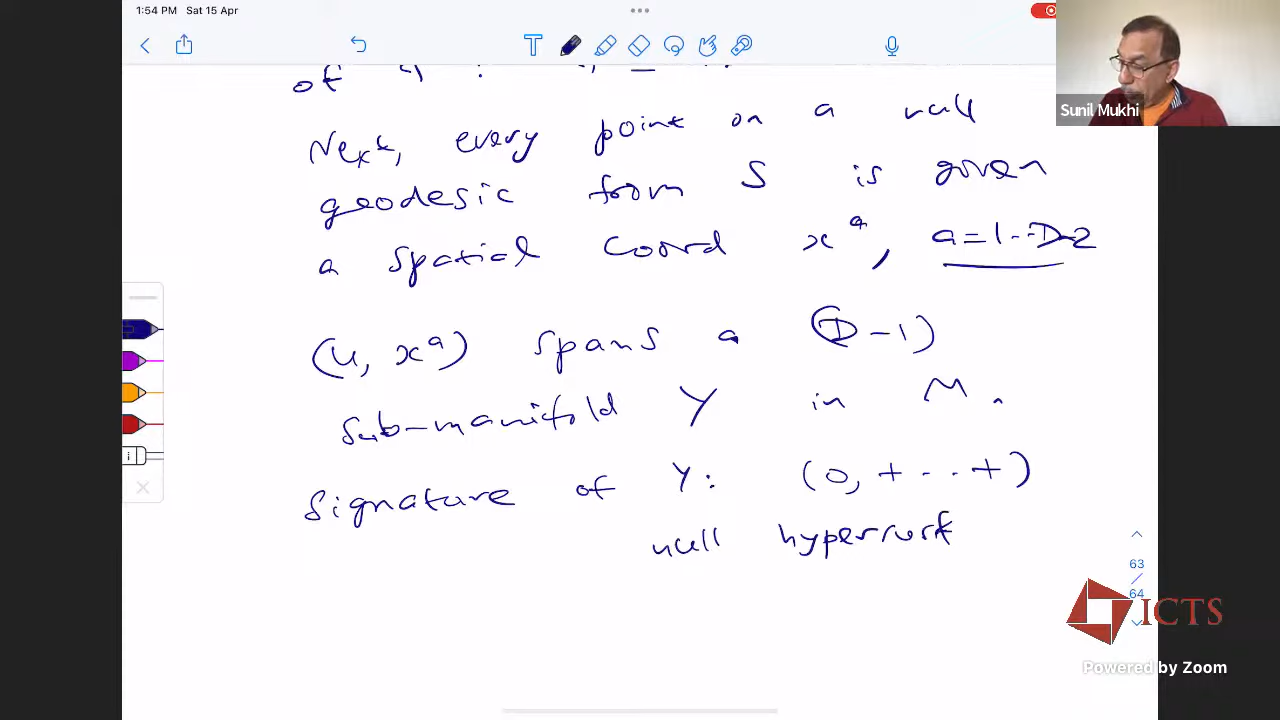 1:54 PM Sat 15 Apr
Sunil Mukhi
of
Next, every point on a null
geodesic from S is given
a spatial coord x^a, a=1--D-2
(u, x^a) spans a (D-1)
sub-manifold Y in M.
Signature of Y: (0, + - - +)
null hypersurf
63
64
ICTS
Powered by Zoom